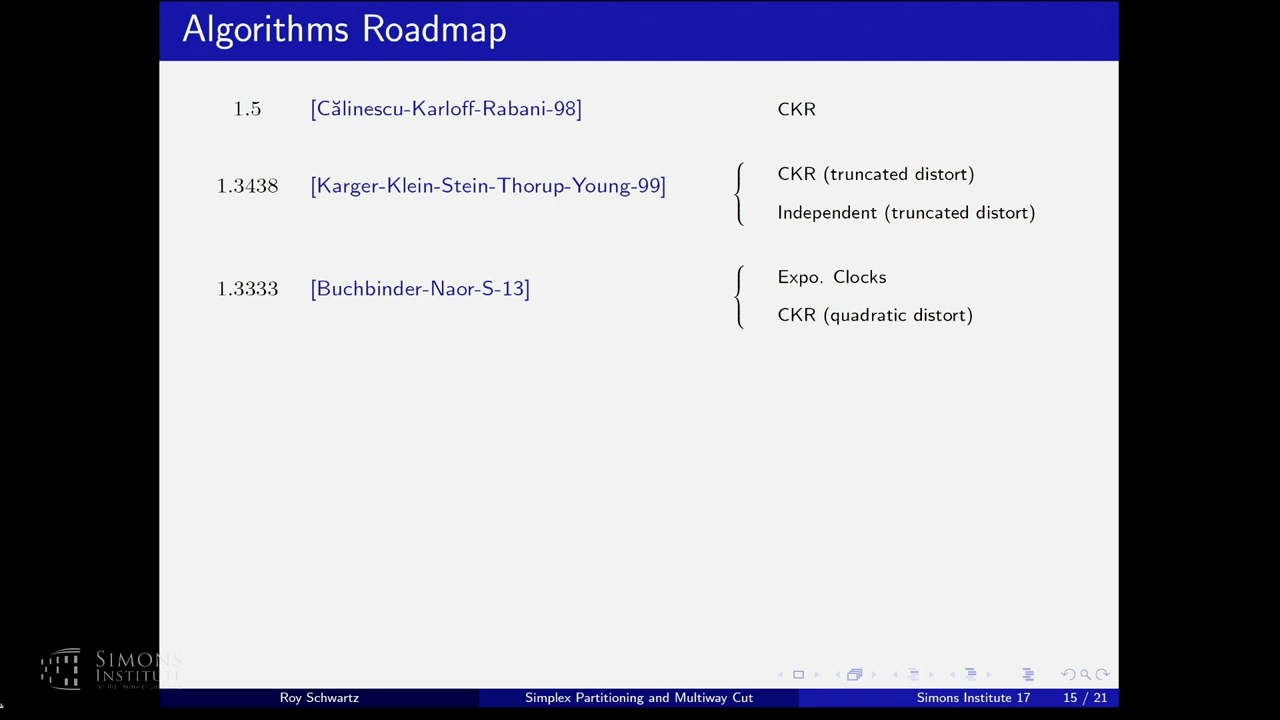 Algorithms Roadmap
1.5 [Călinescu-Karloff-Rabani-98] CKR
1.3438 [Karger-Klein-Stein-Thorup-Young-99] CKR (truncated distort)
Independent (truncated distort)
1.3333 [Buchbinder-Naor-S-13] Expo. Clocks
CKR (quadratic distort)
SIMONS
INSTITUTE
Roy Schwartz Simplex Partitioning and Multiway Cut Simons Institute 17 15 / 21